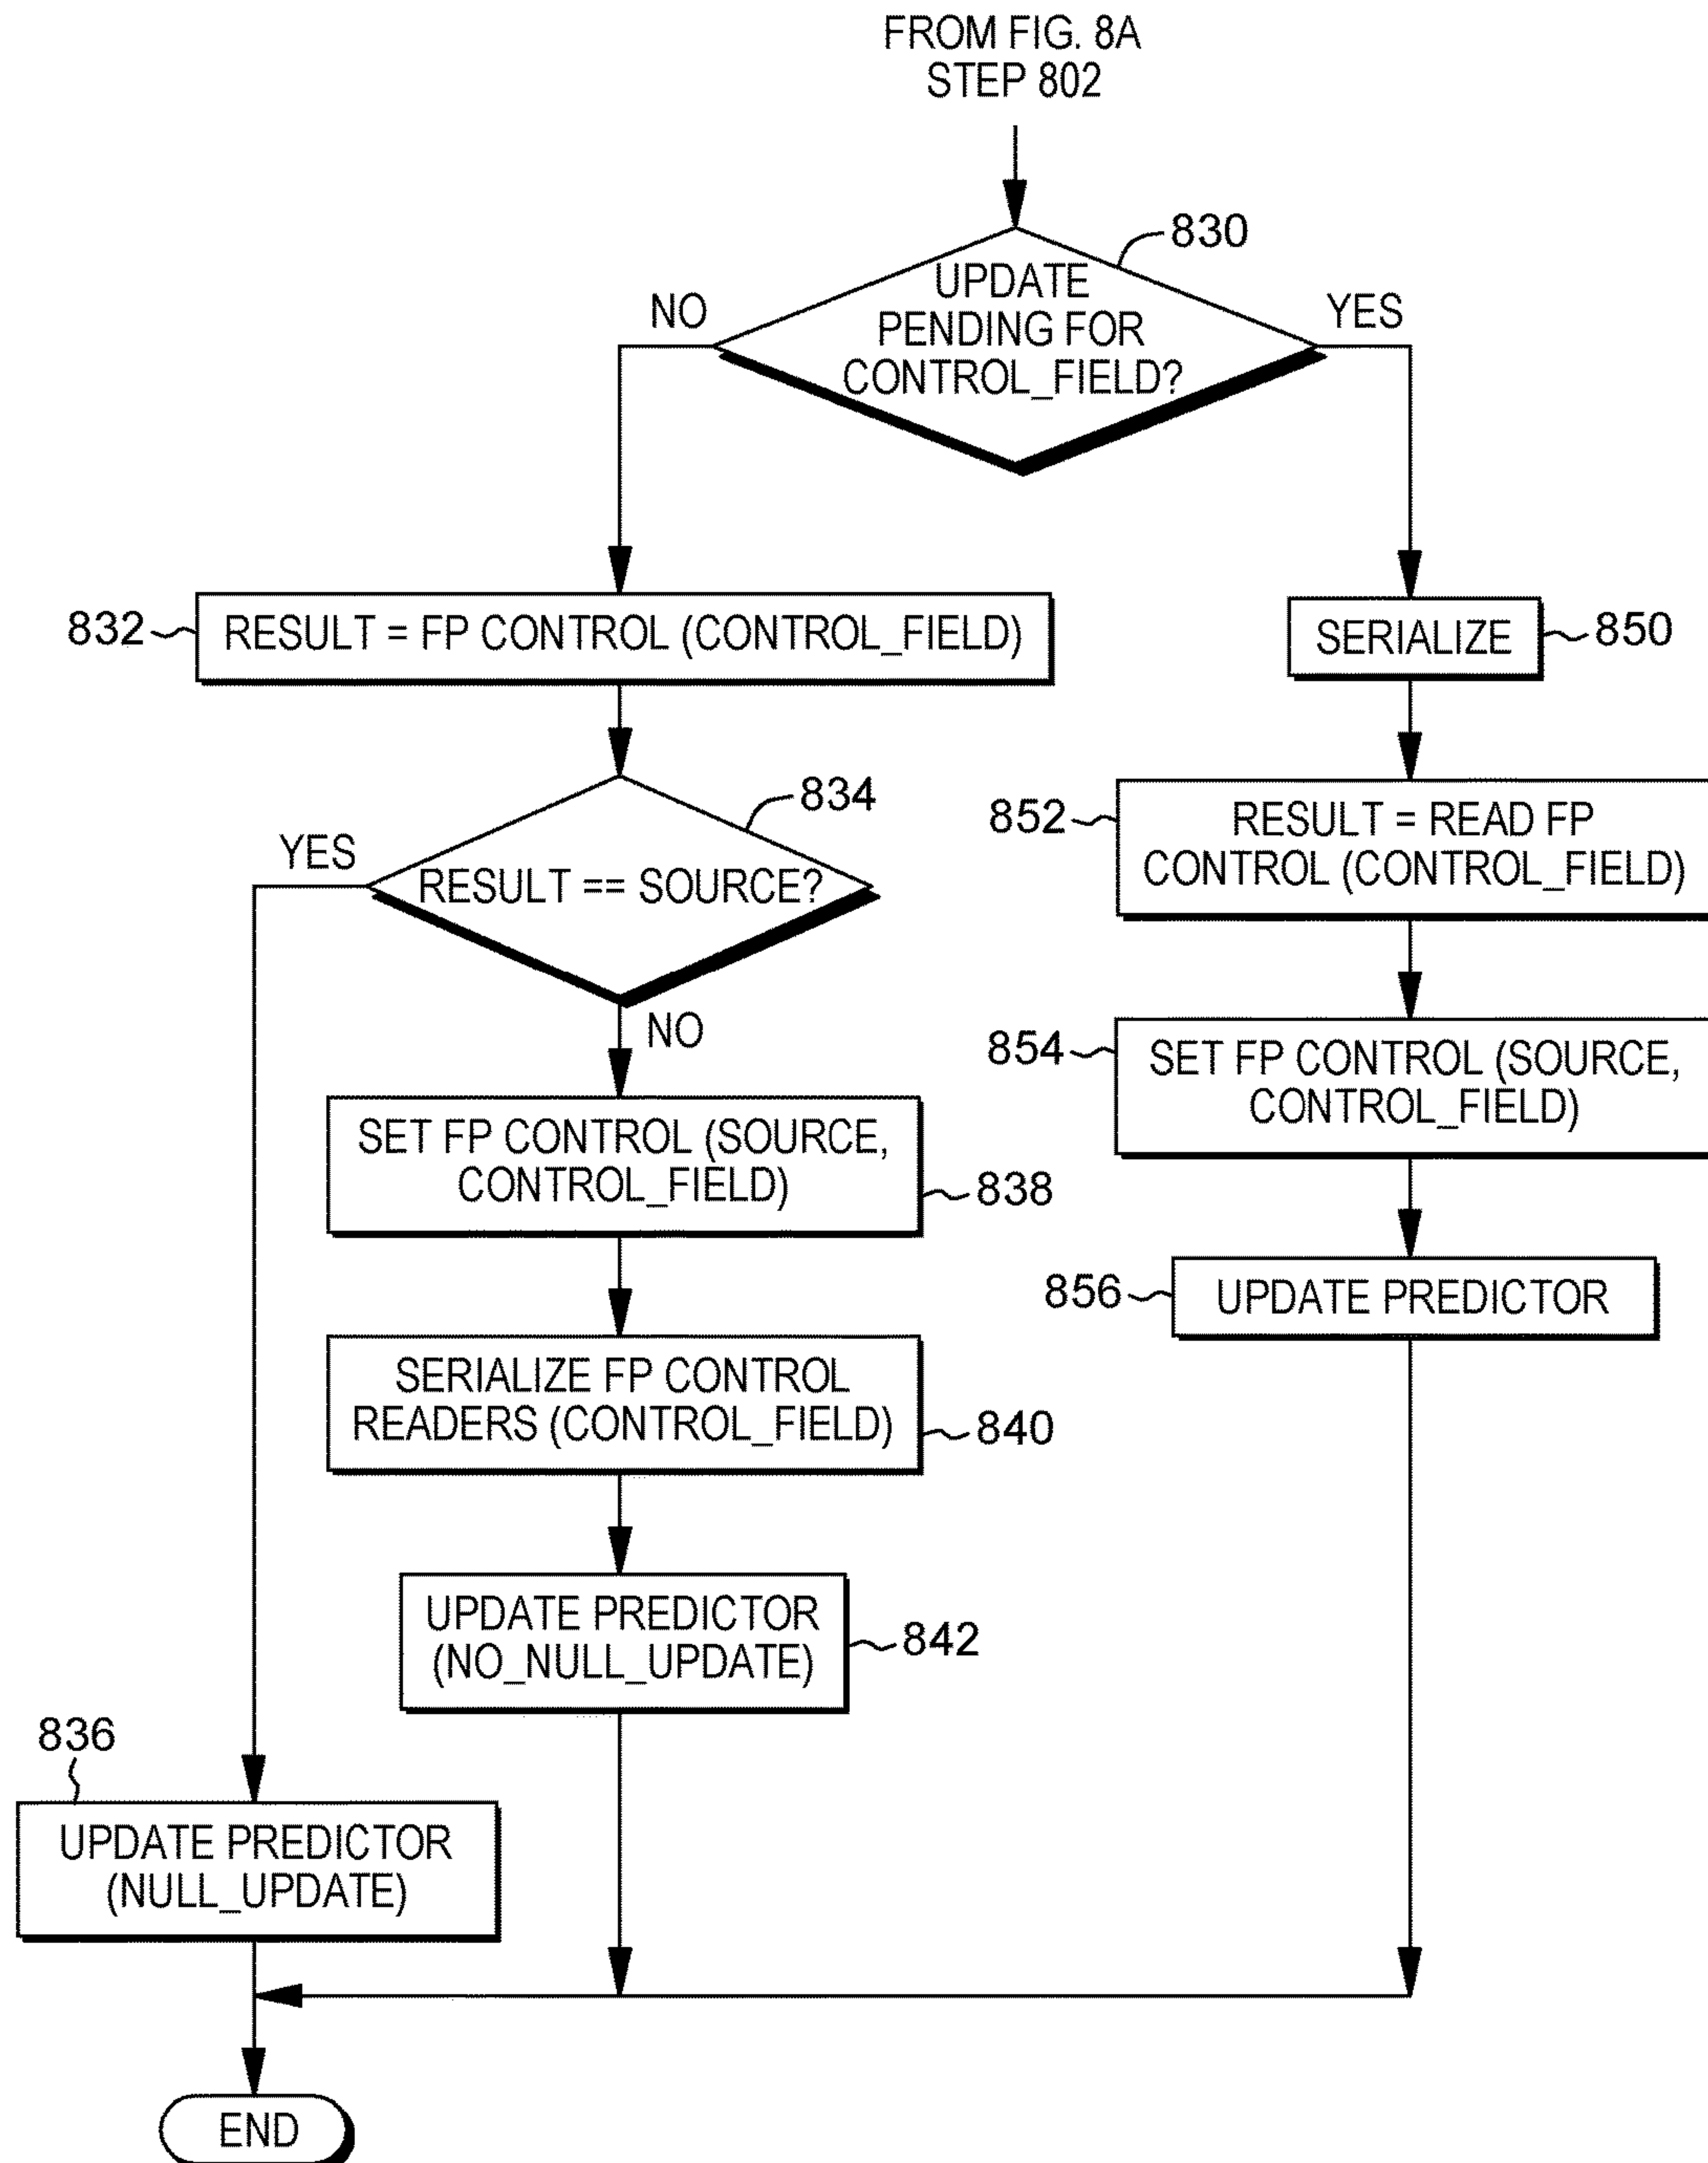 FROM FIG. 8A
STEP 802
830
UPDATE
PENDING FOR
CONTROL_FIELD?
NO
YES
832
RESULT = FP CONTROL (CONTROL_FIELD)
SERIALIZE
850
834
RESULT == SOURCE?
YES
NO
852
RESULT = READ FP
CONTROL (CONTROL_FIELD)
854
SET FP CONTROL (SOURCE,
CONTROL_FIELD)
SET FP CONTROL (SOURCE,
CONTROL_FIELD)
838
856
UPDATE PREDICTOR
SERIALIZE FP CONTROL
READERS (CONTROL_FIELD)
840
UPDATE PREDICTOR
(NO_NULL_UPDATE)
842
836
UPDATE PREDICTOR
(NULL_UPDATE)
END